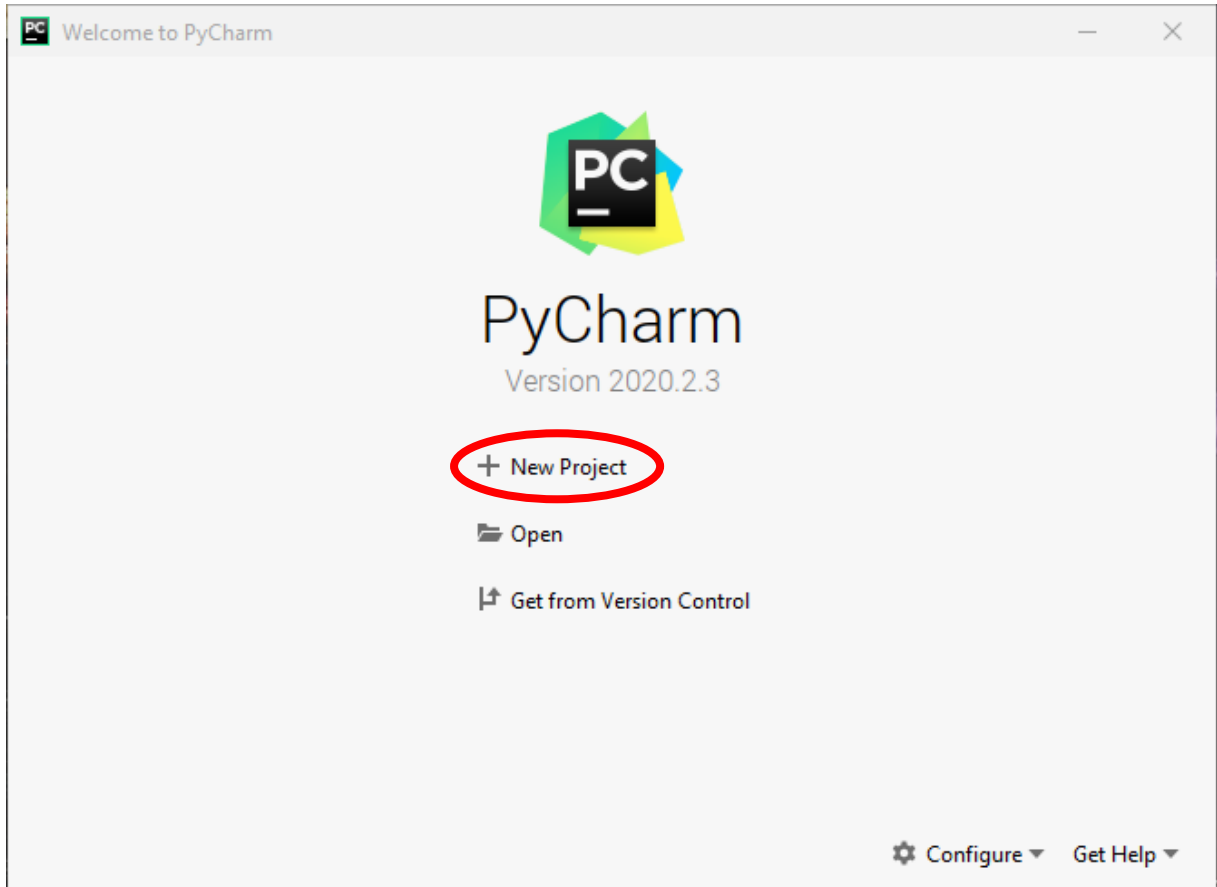 PC
Welcome to PyCharm
PC
PyCharm
Version 2020.2.3
New Project
Open
Get from Version Control
Configure
Get Help